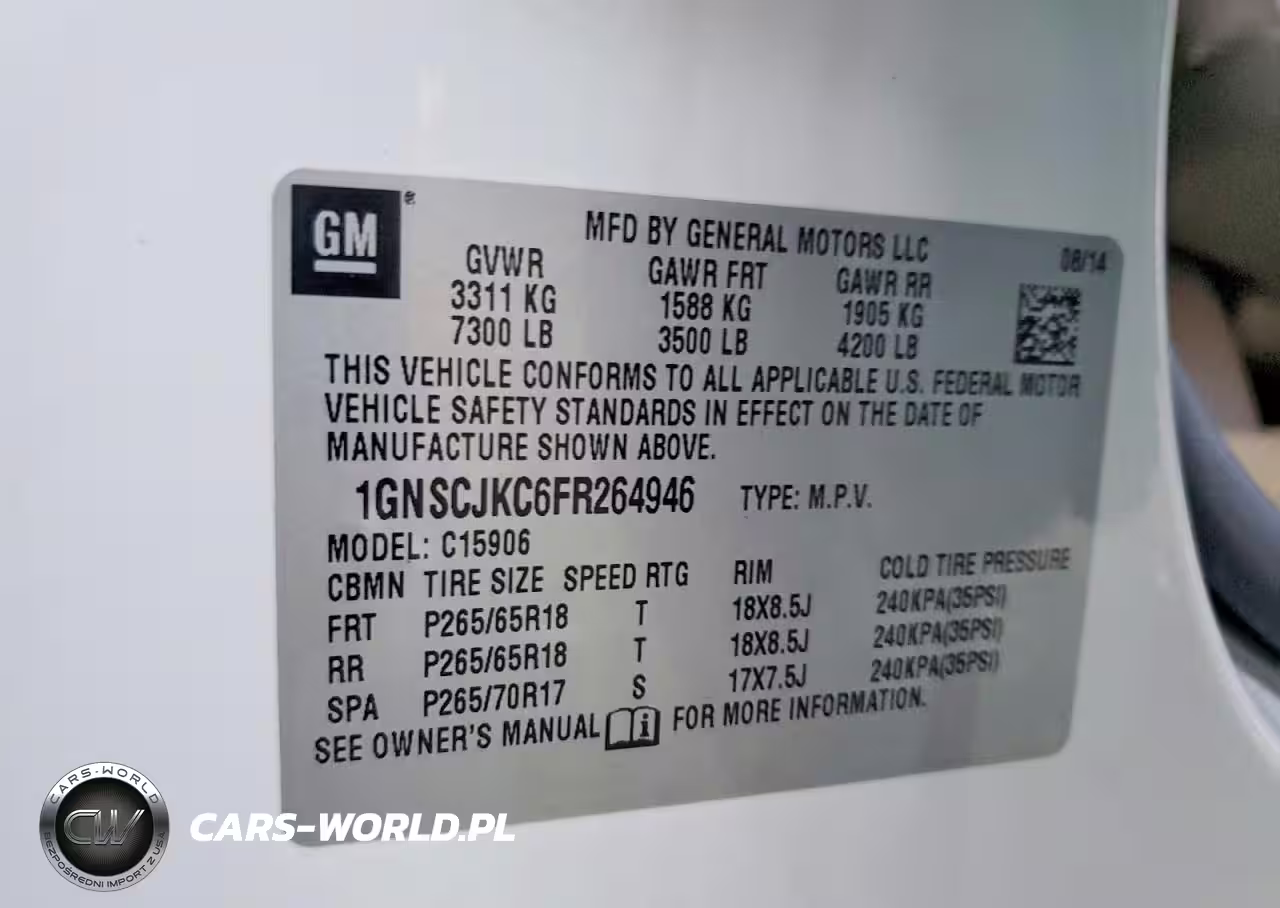 GM
®
MFD BY GENERAL MOTORS LLC
08/14
GVWR GAWR FRT GAWR RR
3311 KG 1588 KG 1905 KG
7300 LB 3500 LB 4200 LB
THIS VEHICLE CONFORMS TO ALL APPLICABLE U.S. FEDERAL MOTOR
VEHICLE SAFETY STANDARDS IN EFFECT ON THE DATE OF
MANUFACTURE SHOWN ABOVE.
1GNSCJKC6FR264946 TYPE: M.P.V.
MODEL: C15906
CBMN TIRE SIZE SPEED RTG RIM COLD TIRE PRESSURE
FRT P265/65R18 T 18X8.5J 240KPA(35PSI)
RR P265/65R18 T 18X8.5J 240KPA(35PSI)
SPA P265/70R17 S 17X7.5J 240KPA(35PSI)
SEE OWNER'S MANUAL i FOR MORE INFORMATION.
CARS-WORLD
CW
BEZPOŚREDNI IMPORT Z USA
CARS-WORLD.PL